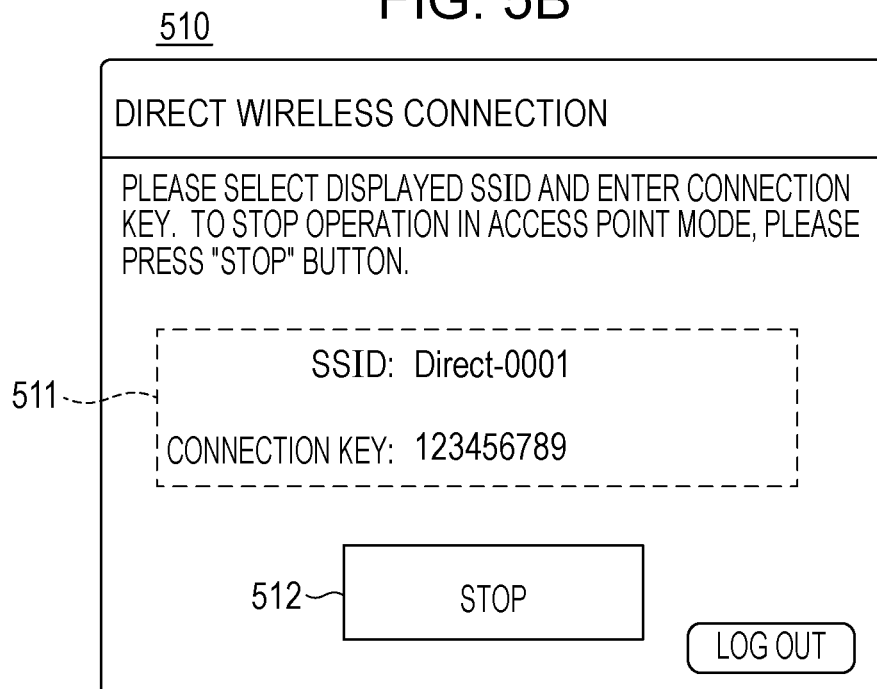 FIG. 5B
510
DIRECT WIRELESS CONNECTION
PLEASE SELECT DISPLAYED SSID AND ENTER CONNECTION
KEY. TO STOP OPERATION IN ACCESS POINT MODE, PLEASE
PRESS "STOP" BUTTON.
511
SSID: Direct-0001
CONNECTION KEY: 123456789
512
STOP
LOG OUT